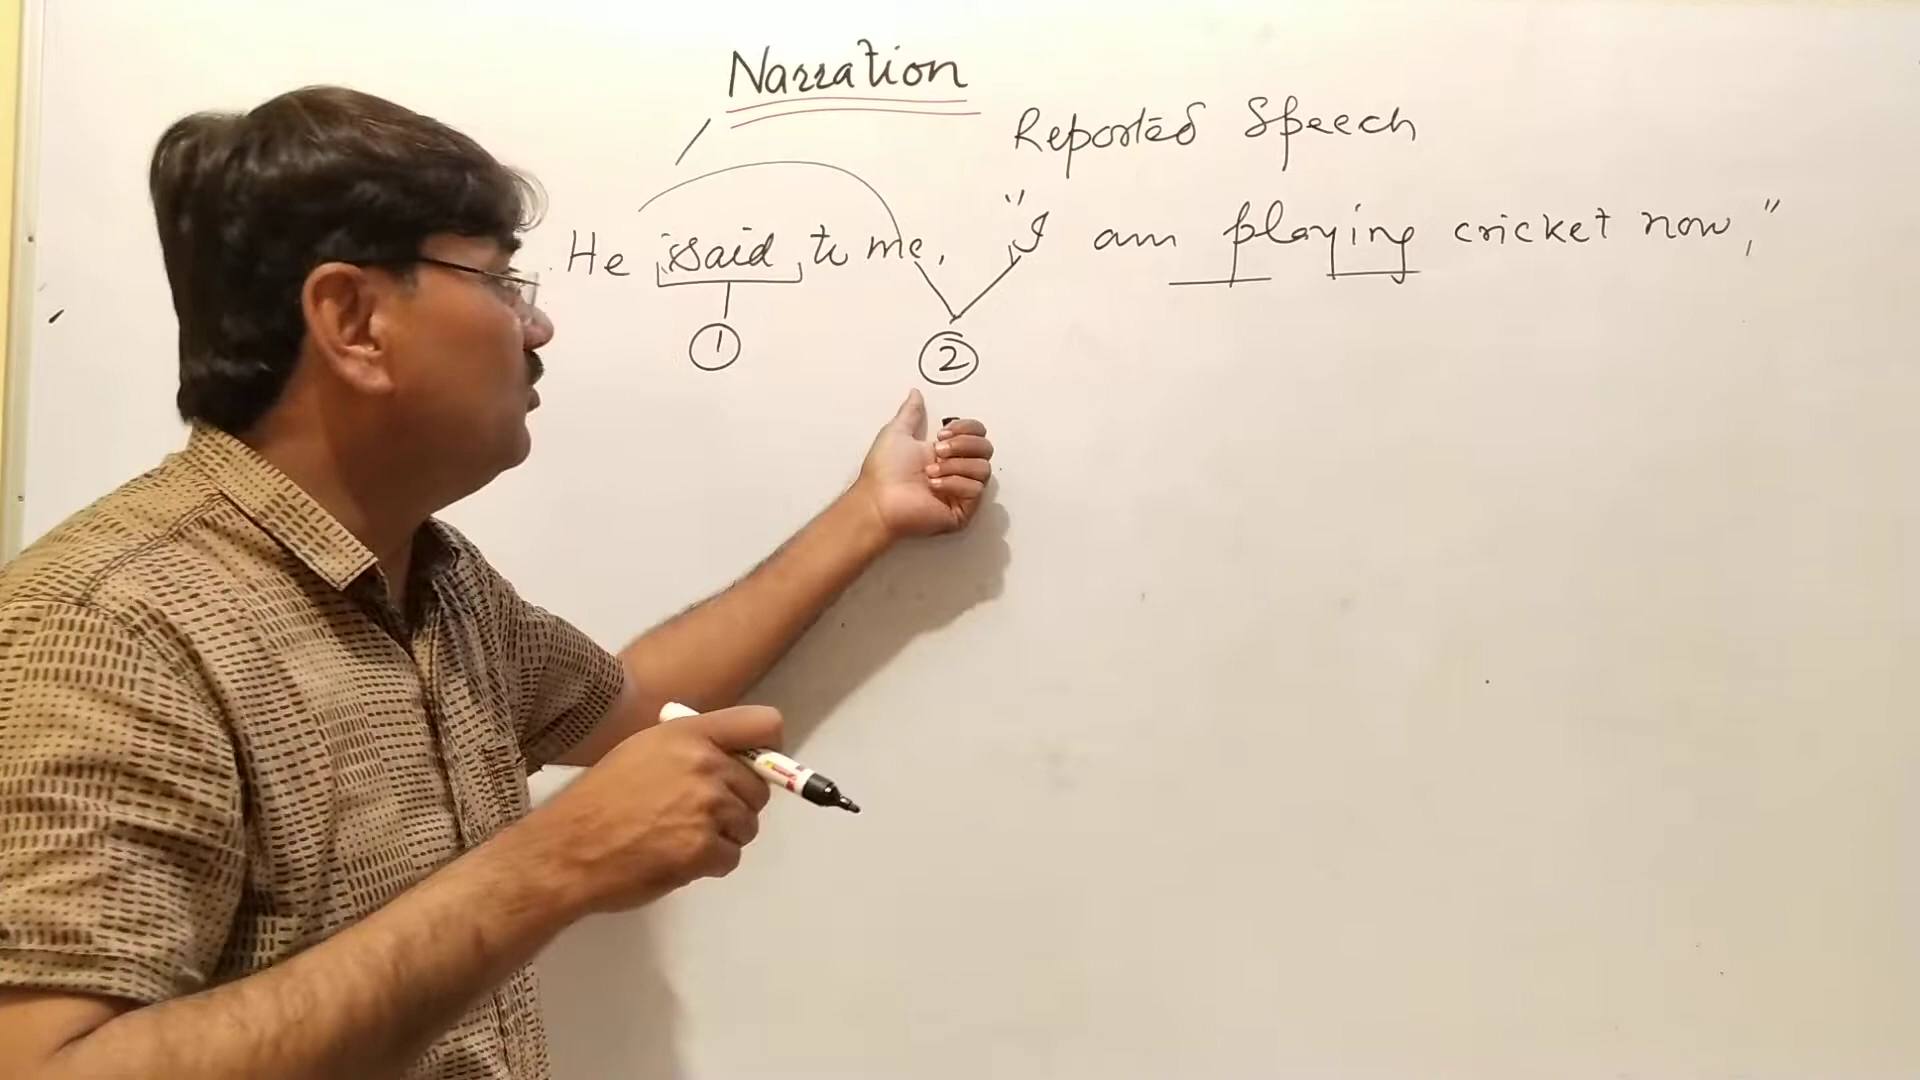 Narration
Reported Speech
He said to me, "I am playing cricket now,"
1
2